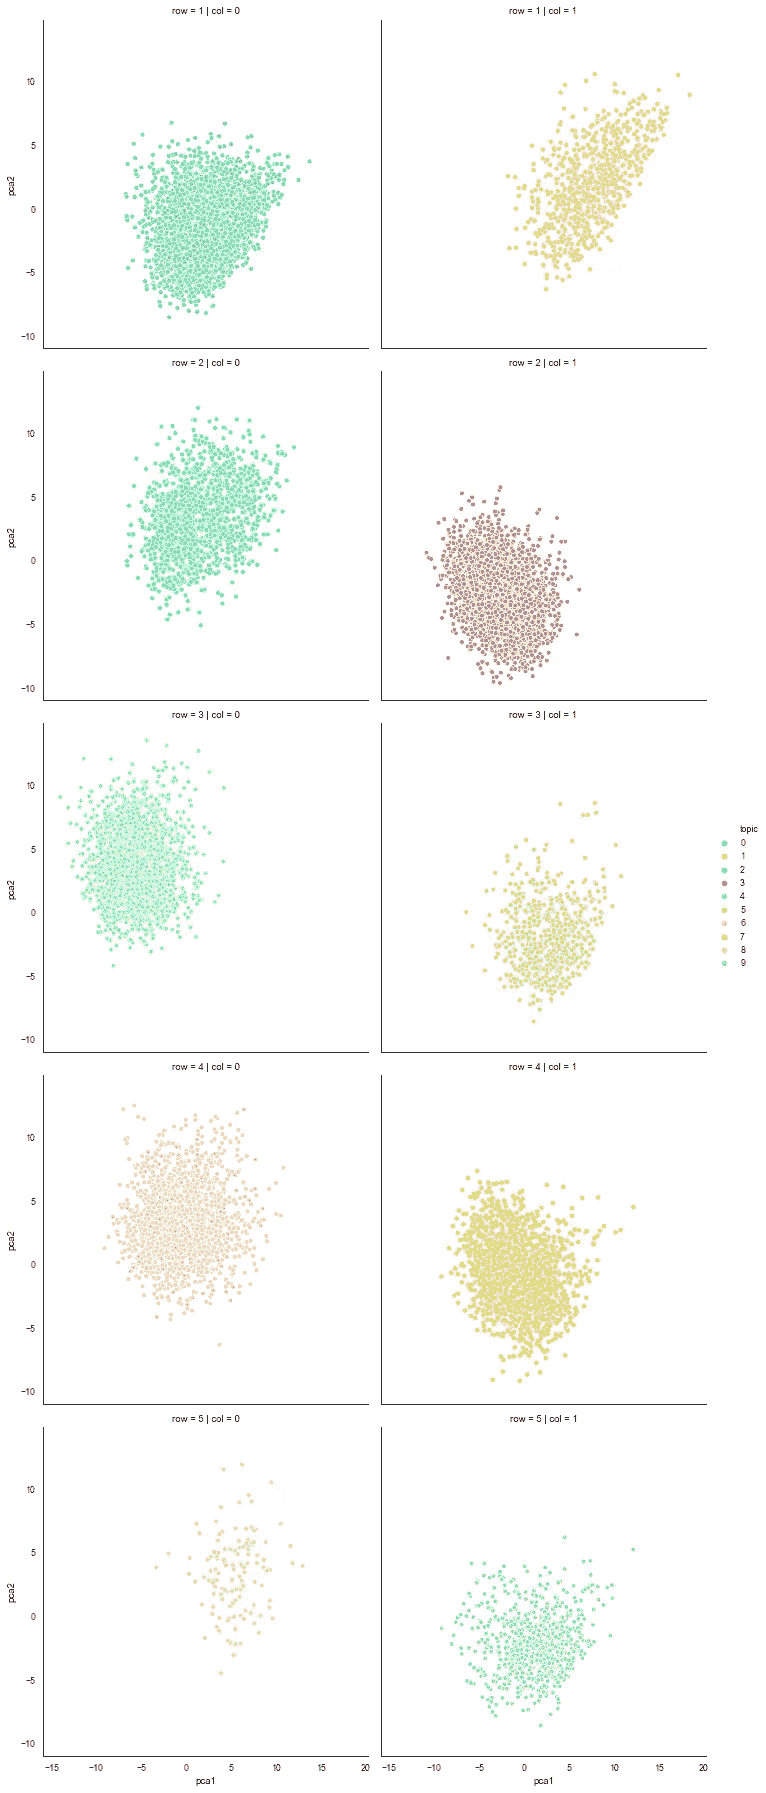 row = 1 | col = 0
row = 1 | col = 1
10
5
0
−5
−10
pca2
row = 2 | col = 0
row = 2 | col = 1
10
5
0
−5
−10
pca2
row = 3 | col = 0
row = 3 | col = 1
10
5
0
−5
−10
pca2
topic
0
1
2
3
4
5
6
7
8
9
row = 4 | col = 0
row = 4 | col = 1
10
5
0
−5
−10
pca2
row = 5 | col = 0
row = 5 | col = 1
10
5
0
−5
−10
pca2
−15 −10 −5 0 5 10 15 20
−15 −10 −5 0 5 10 15 20
pca1
pca1